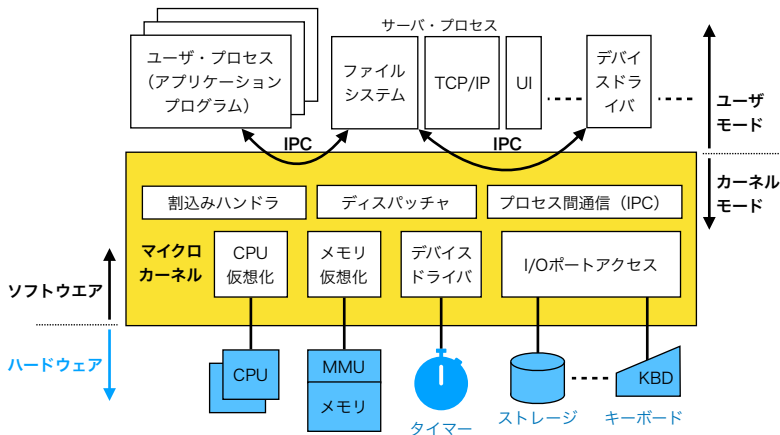 サーバ・プロセス
ユーザ・プロセス
（アプリケーション
プログラム）
ファイル
システム
TCP/IP
UI
デバイ
スドラ
イバ
ユーザ
モード
IPC
IPC
カーネル
モード
割込みハンドラ
ディスパッチャ
プロセス間通信（IPC）
マイクロ
カーネル
CPU
仮想化
メモリ
仮想化
デバイス
ドライバ
I/Oポートアクセス
ソフトウエア
ハードウェア
CPU
MMU
メモリ
タイマー
ストレージ
KBD
キーボード